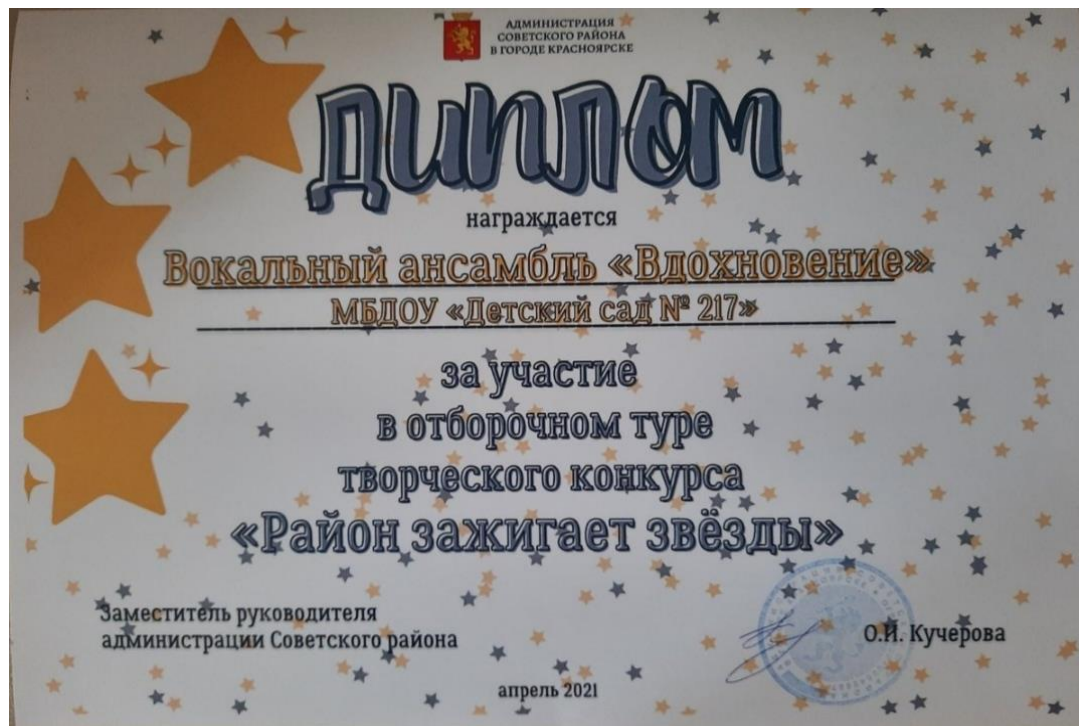 АДМИНИСТРАЦИЯ
СОВЕТСКОГО РАЙОНА
В ГОРОДЕ КРАСНОЯРСКЕ
ДИПЛОМ
награждается
Вокальный ансамбль «Вдохновение»
МБДОУ «Детский сад № 217»
за участие
в отборочном туре
творческого конкурса
«Район зажигает звёзды»
Заместитель руководителя
администрации Советского района
О.И. Кучерова
апрель 2021